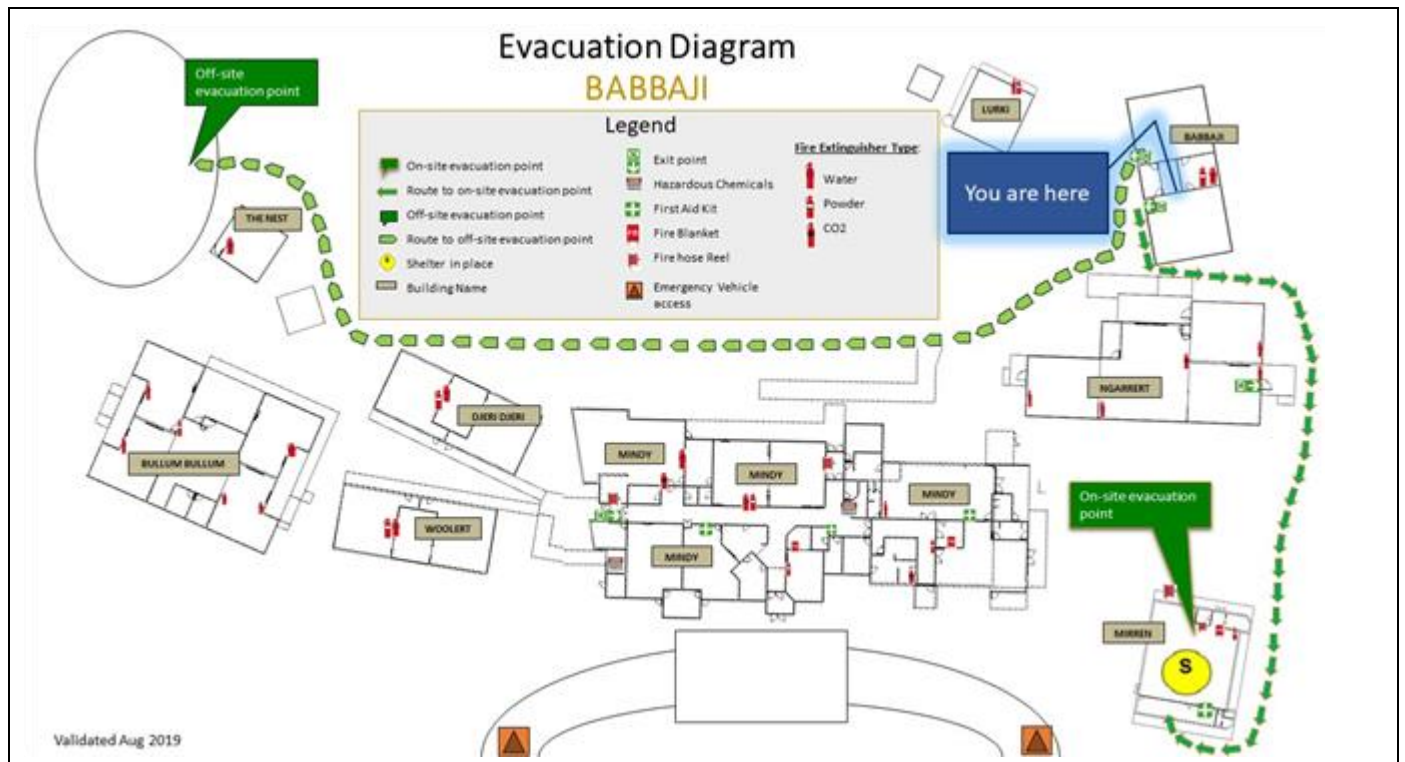 Evacuation Diagram
BABBAJI
Off-site
evacuation point
Legend
On-site evacuation point
Route to on-site evacuation point
Off-site evacuation point
Route to off-site evacuation point
Shelter in place
S
Building Name
Exit point
Hazardous Chemicals
First Aid Kit
Fire Blanket
Fire hose Reel
Emergency Vehicle
access
Fire Extinguisher Type:
Water
Powder
CO2
LURKI
BABBAJI
You are here
THE NEST
NGARRERT
DJERI DJERI
BULLUM BULLUM
WOOLERT
MINDY
MINDY
MINDY
MINDY
On-site evacuation
point
MIRREN
S
Validated Aug 2019